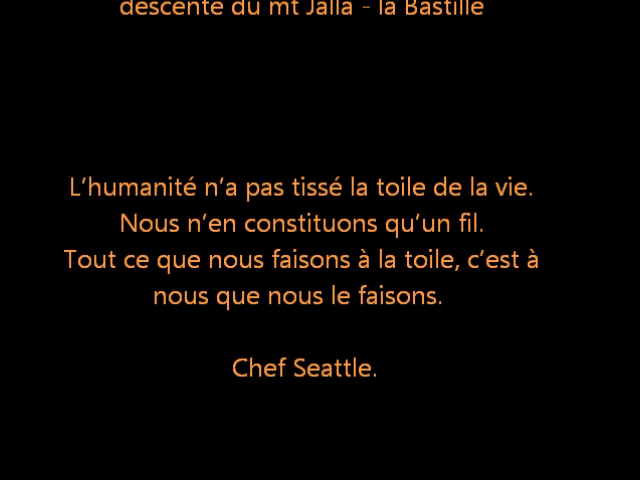 descente du mt Jalla - la Bastille
L’humanité n’a pas tissé la toile de la vie.
Nous n’en constituons qu’un fil.
Tout ce que nous faisons à la toile, c’est à
nous que nous le faisons.
Chef Seattle.